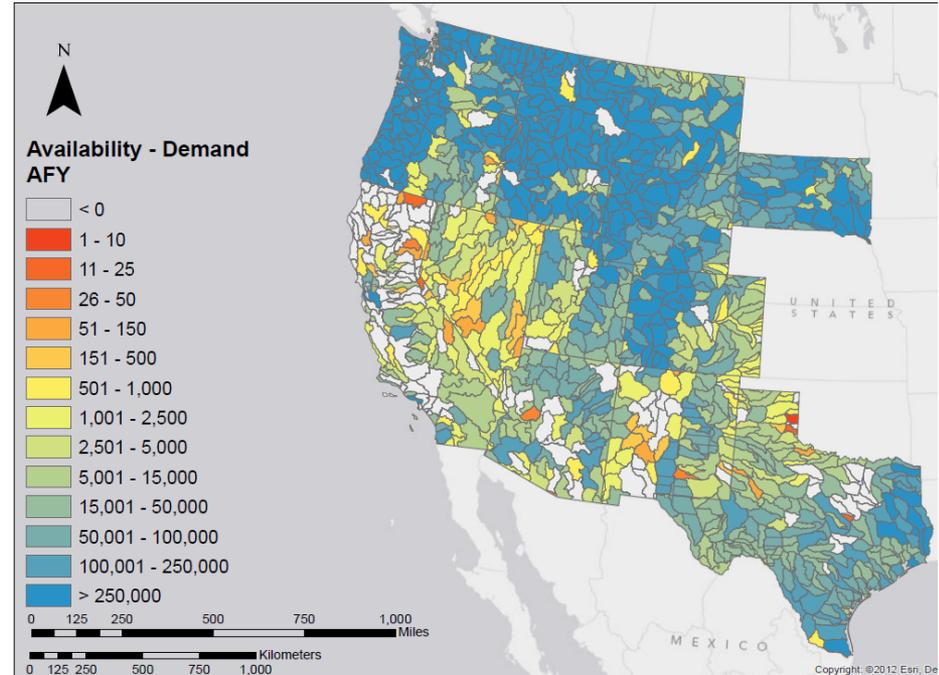 N
Availability - Demand
AFY
< 0
1 - 10
11 - 25
26 - 50
51 - 150
151 - 500
501 - 1,000
1,001 - 2,500
2,501 - 5,000
5,001 - 15,000
15,001 - 50,000
50,001 - 100,000
100,001 - 250,000
> 250,000
0 125 250 500 750 1,000
Miles
Kilometers
0 125 250 500 750 1,000
UNITED
STATES
MEXICO
Copyright: ©2012 Esri, De